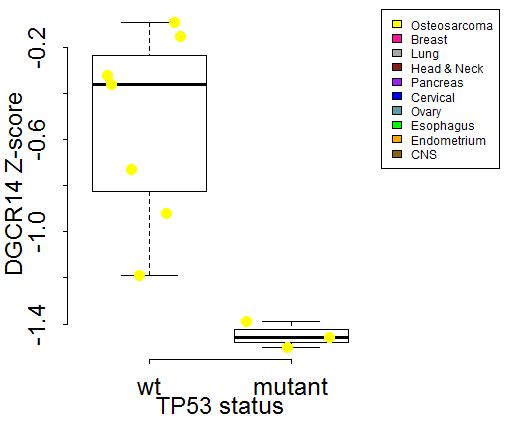 DGCR14 Z-score
-0.2
-0.6
-1.0
-1.4
wt
mutant
TP53 status
Osteosarcoma
Breast
Lung
Head & Neck
Pancreas
Cervical
Ovary
Esophagus
Endometrium
CNS